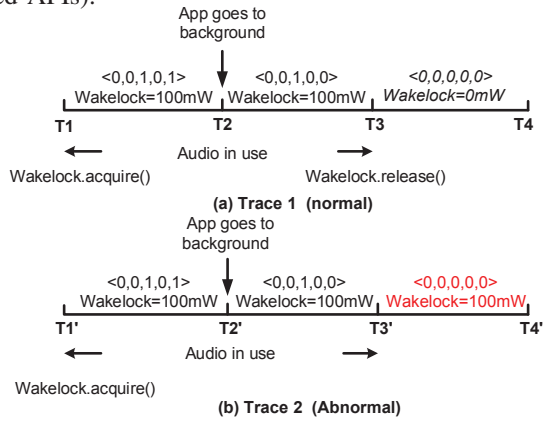 ed APIs).
App goes to
background
<0,0,1,0,1>
Wakelock=100mW
<0,0,1,0,0>
Wakelock=100mW
<0,0,0,0,0>
Wakelock=0mW
T1 T2 T3 T4
Audio in use
Wakelock.acquire() Wakelock.release()
(a) Trace 1 (normal)
App goes to
background
<0,0,1,0,1>
Wakelock=100mW
<0,0,1,0,0>
Wakelock=100mW
<0,0,0,0,0>
Wakelock=100mW
T1' T2' T3' T4'
Audio in use
Wakelock.acquire()
(b) Trace 2 (Abnormal)